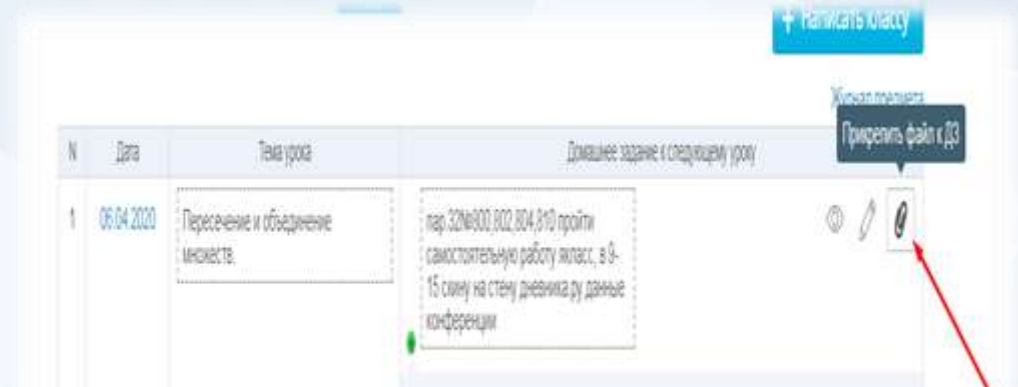 + Написать классу
Журнал предмета
Прикрепить файл к ДЗ
N Дата Тема урока Домашнее задание к следующему уроку
1 06.04.2020 Пересечение и объединение
множеств.
пар.32№800,802,804,810 пройти
самостоятельную работу якласс, в 9-
15 скину на стену дневника.ру данные
конференции